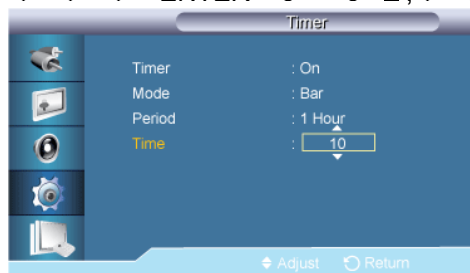 Timer
Timer : On
Mode : Bar
Period : 1 Hour
Time : 10
Adjust Return